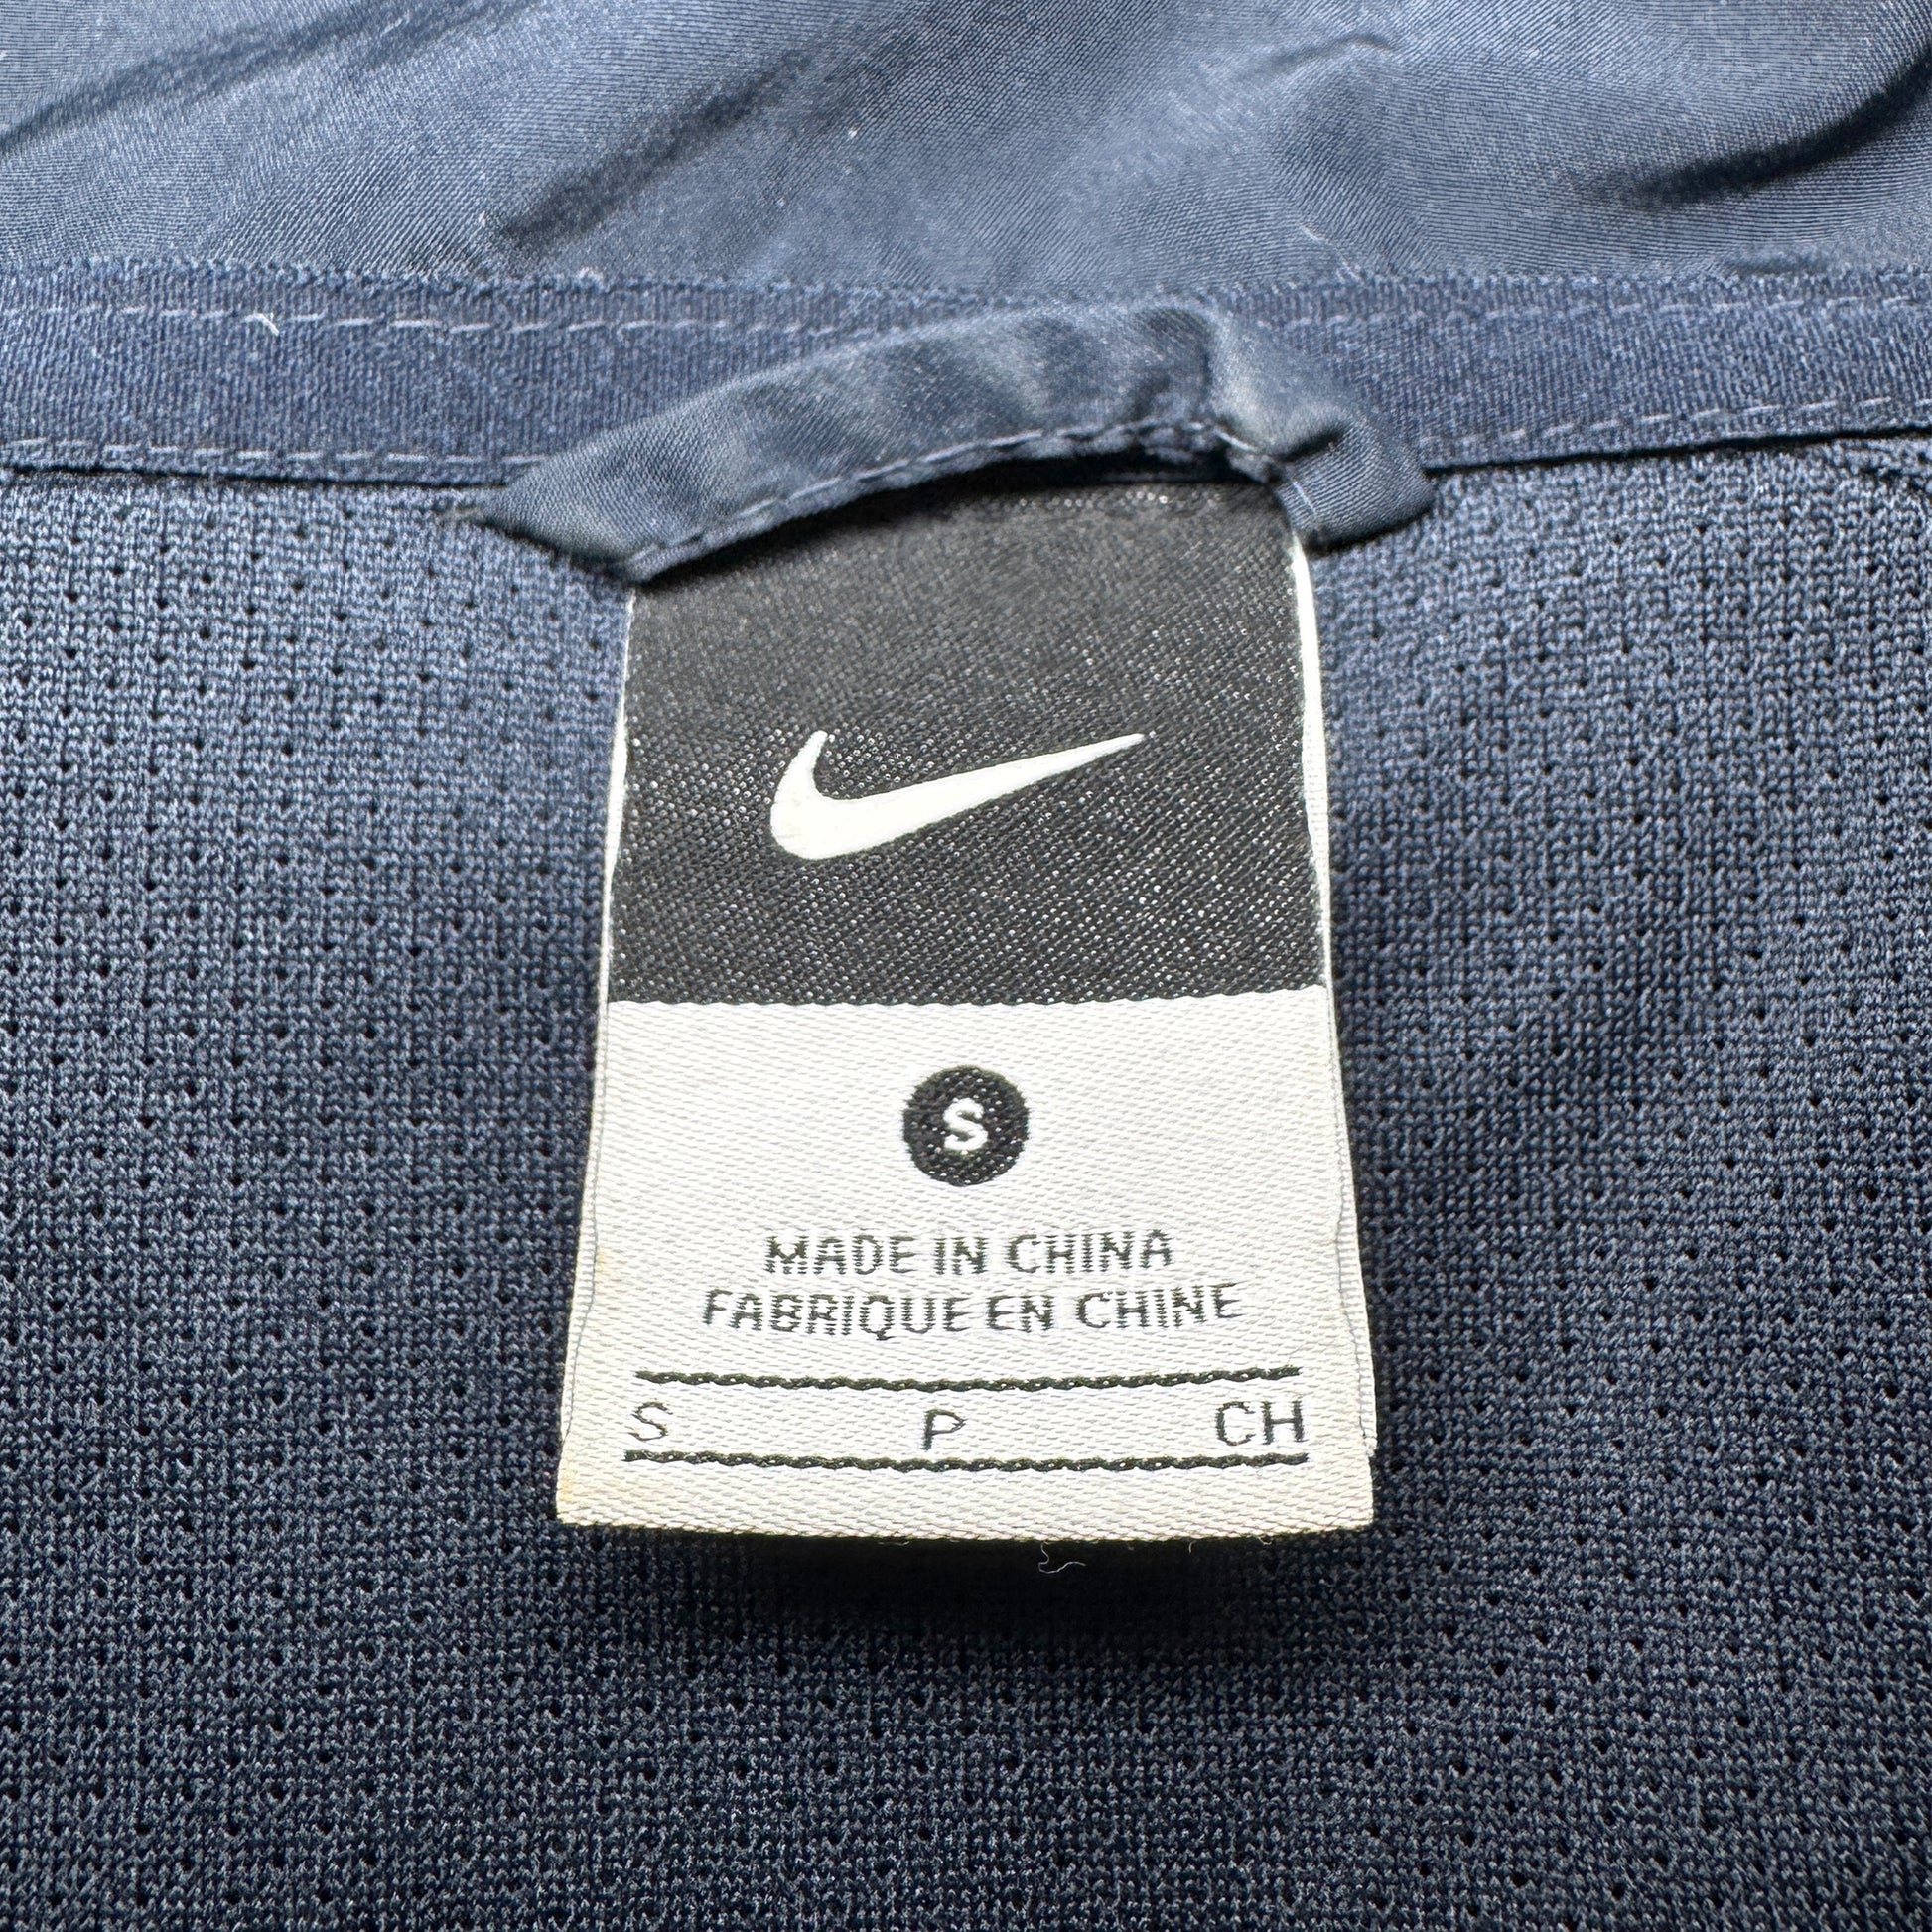 S
MADE IN CHINA
FABRIQUE EN CHINE
S P CH